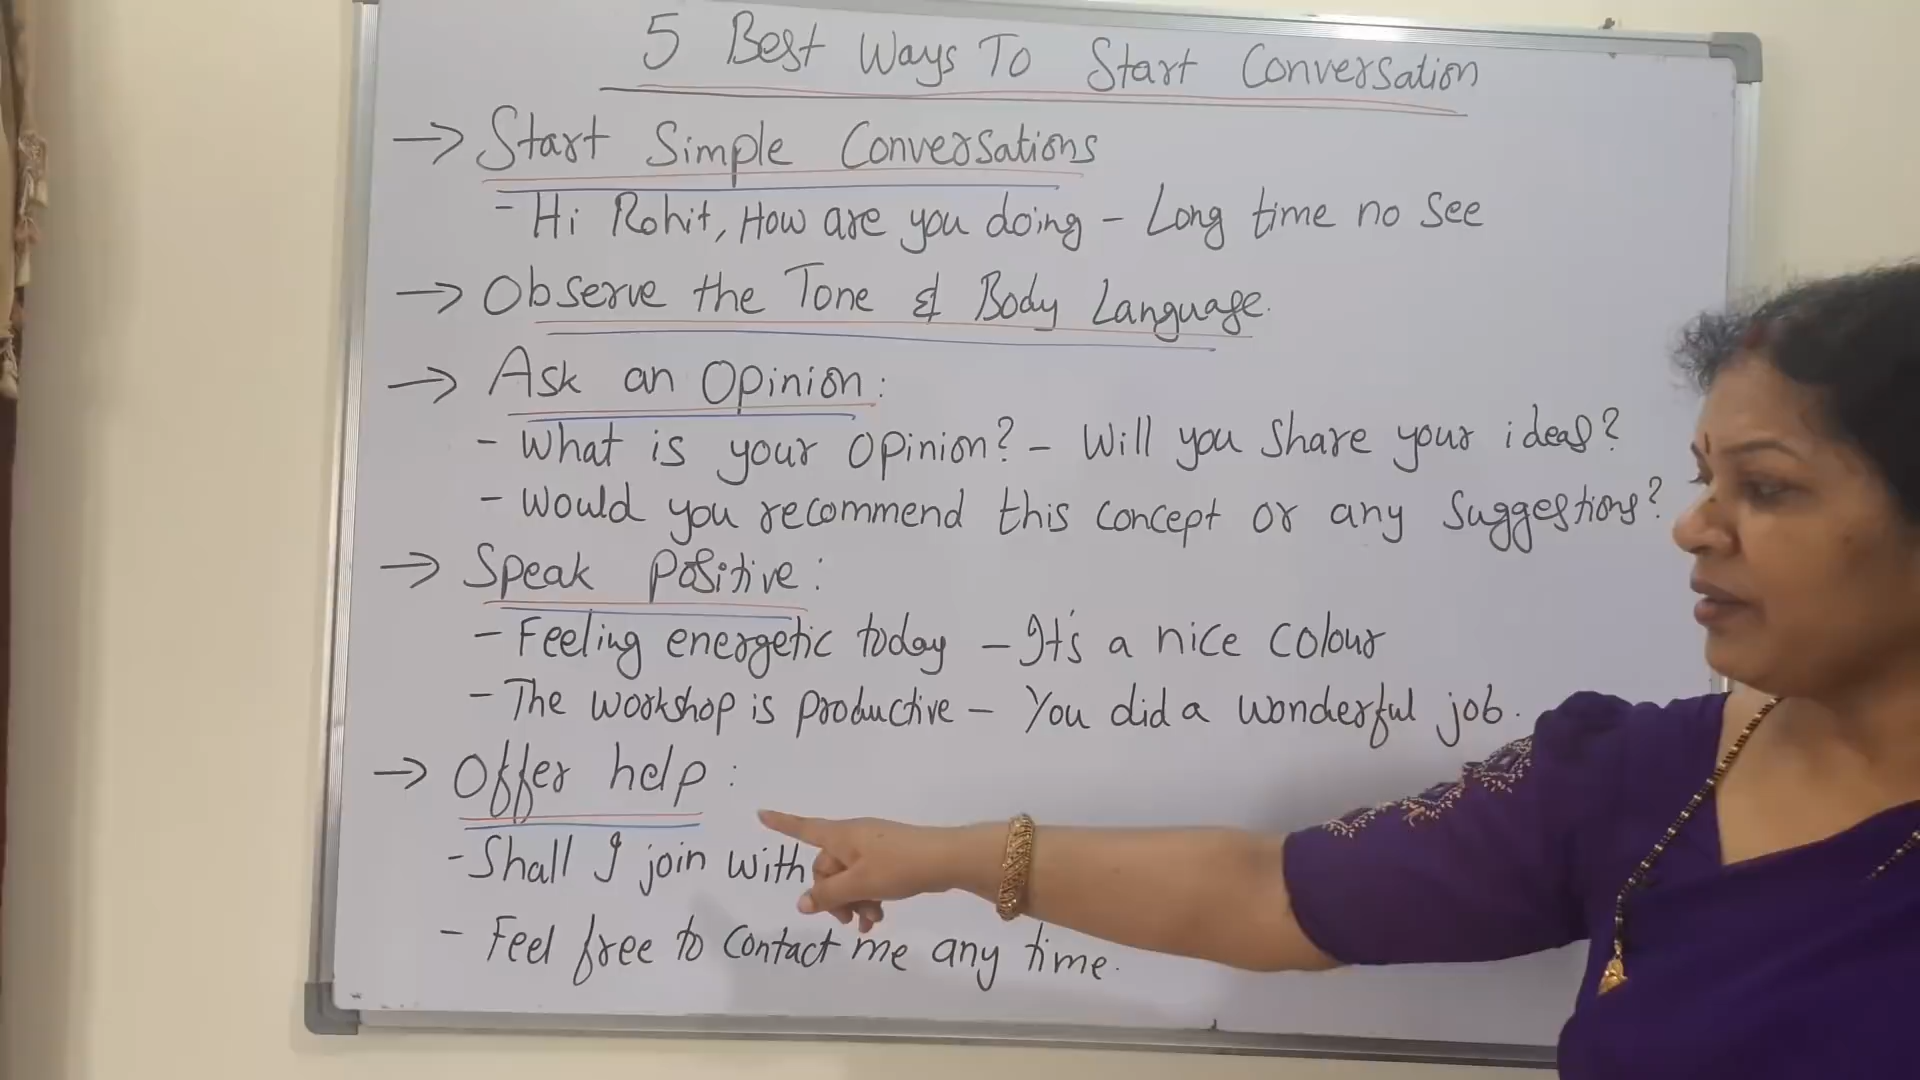 5 Best Ways To Start Conversation
→ Start Simple Conversations
- Hi Rohit, How are you doing - Long time no see
→ Observe the Tone & Body Language.
→ Ask an Opinion:
- What is your opinion? - Will you share your ideas?
- Would you recommend this concept or any suggestions?
→ Speak Positive:
- Feeling energetic today - It's a nice colour
- The workshop is productive - You did a wonderful job.
→ Offer help:
- Shall I join with
- Feel free to contact me any time.